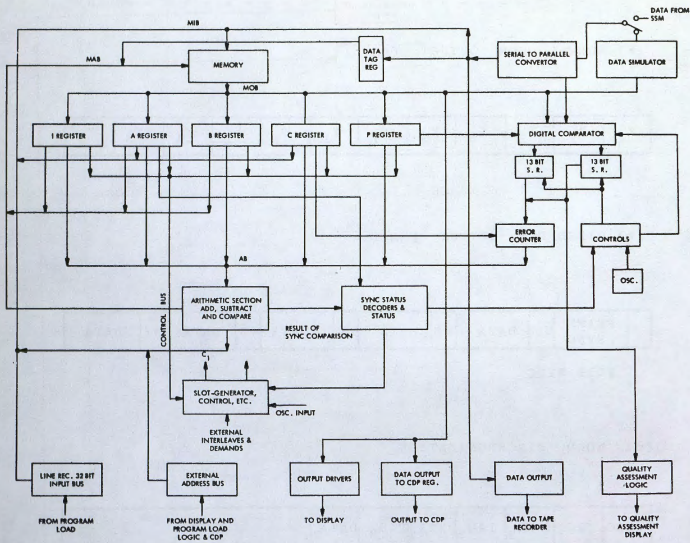 DATA FROM
SSM
MIB
MAB
MEMORY
DATA
TAG
REG
SERIAL TO PARALLEL
CONVERTOR
DATA SIMULATOR
MOB
I REGISTER
A REGISTER
B REGISTER
C REGISTER
P REGISTER
DIGITAL COMPARATOR
13 BIT
S. R.
13 BIT
S. R.
ERROR
COUNTER
CONTROLS
OSC.
AB
CONTROL BUS
ARITHMETIC SECTION
ADD, SUBTRACT
AND COMPARE
RESULT OF
SYNC COMPARISON
SYNC STATUS
DECODERS &
STATUS
C1
SLOT-GENERATOR,
CONTROL, ETC.
OSC. INPUT
EXTERNAL
INTERLEAVES &
DEMANDS
LINE REC. 32 BIT
INPUT BUS
EXTERNAL
ADDRESS BUS
OUTPUT DRIVERS
DATA OUTPUT
TO CDP REG.
DATA OUTPUT
QUALITY
ASSESSMENT
-LOGIC
FROM PROGRAM
LOAD
FROM DISPLAY AND
PROGRAM LOAD
LOGIC & CDP
TO DISPLAY
OUTPUT TO CDP
DATA TO TAPE
RECORDER
TO QUALITY
ASSESSMENT
DISPLAY